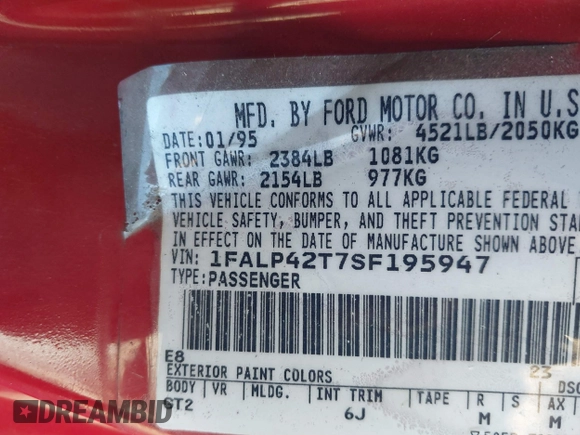 MFD. BY FORD MOTOR CO. IN U.S
DATE: 01/95 GVWR: 4521LB/2050KG
FRONT GAWR: 2384LB 1081KG
REAR GAWR: 2154LB 977KG
THIS VEHICLE CONFORMS TO ALL APPLICABLE FEDERAL
VEHICLE SAFETY, BUMPER, AND THEFT PREVENTION STA
IN EFFECT ON THE DATE OF MANUFACTURE SHOWN ABOVE
VIN: 1FALP42T7SF195947
TYPE: PASSENGER
E8 23
EXTERIOR PAINT COLORS DSO
BODY VR MLDG. INT TRIM TAPE R S AX
ST2 6J M M
DREAMBID